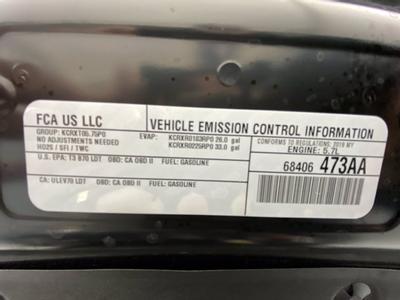 FCA US LLC
VEHICLE EMISSION CONTROL INFORMATION
GROUP: KCRXT05.75P0
EVAP: KCRXR0183RP0 26.0 gal
CONFORMS TO REGULATIONS: 2019 MY
NO ADJUSTMENTS NEEDED
KCRXR0225RP0 33.0 gal
ENGINE: 5.7L
HO2S / SFI / TWC
U.S. EPA: T3 B70 LDT OBD: CA OBD II FUEL: GASOLINE
68406 473AA
CA: ULEV70 LDT OBD: CA OBD II FUEL: GASOLINE